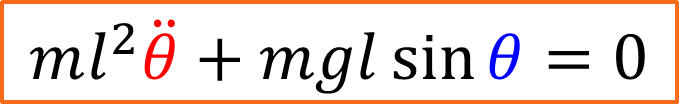 ml²θ̈ + mgl sin θ = 0